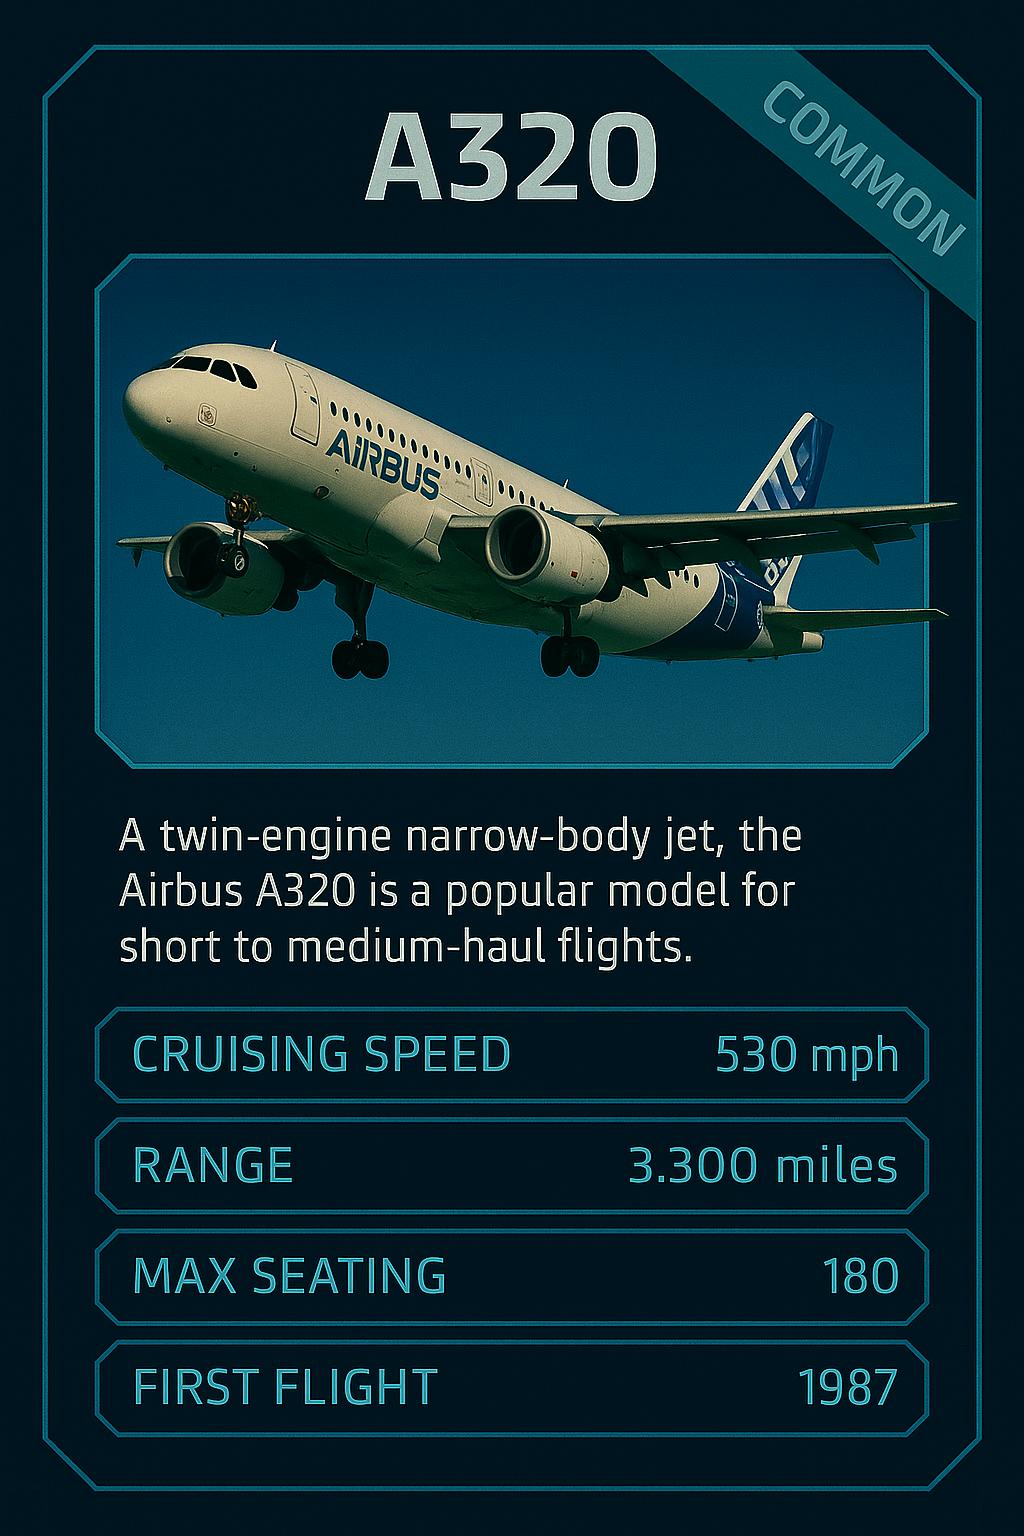 COMMON
A320
AIRBUS
A twin-engine narrow-body jet, the
Airbus A320 is a popular model for
short to medium-haul flights.
CRUISING SPEED 530 mph
RANGE 3.300 miles
MAX SEATING 180
FIRST FLIGHT 1987